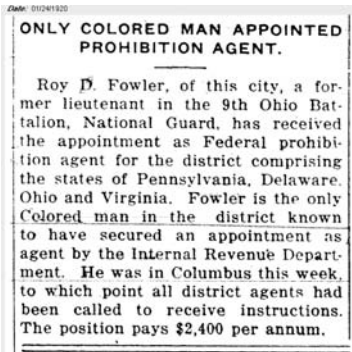 Date: 01/24/1920
ONLY COLORED MAN APPOINTED
PROHIBITION AGENT.
Roy D. Fowler, of this city, a for-
mer lieutenant in the 9th Ohio Bat-
talion, National Guard, has received
the appointment as Federal prohibi-
tion agent for the district comprising
the states of Pennsylvania, Delaware,
Ohio and Virginia. Fowler is the only
Colored man in the district known
to have secured an appointment as
agent by the Internal Revenue Depart-
ment. He was in Columbus this week,
to which point all district agents had
been called to receive instructions.
The position pays $2,400 per annum.